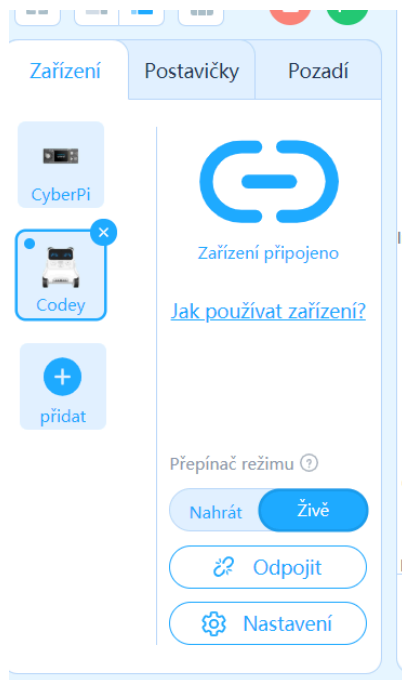 Zařízení
Postavičky
Pozadí
CyberPi
Codey
přidat
Zařízení připojeno
Jak používat zařízení?
Přepínač režimu ?
Nahrát
Živě
Odpojit
Nastavení